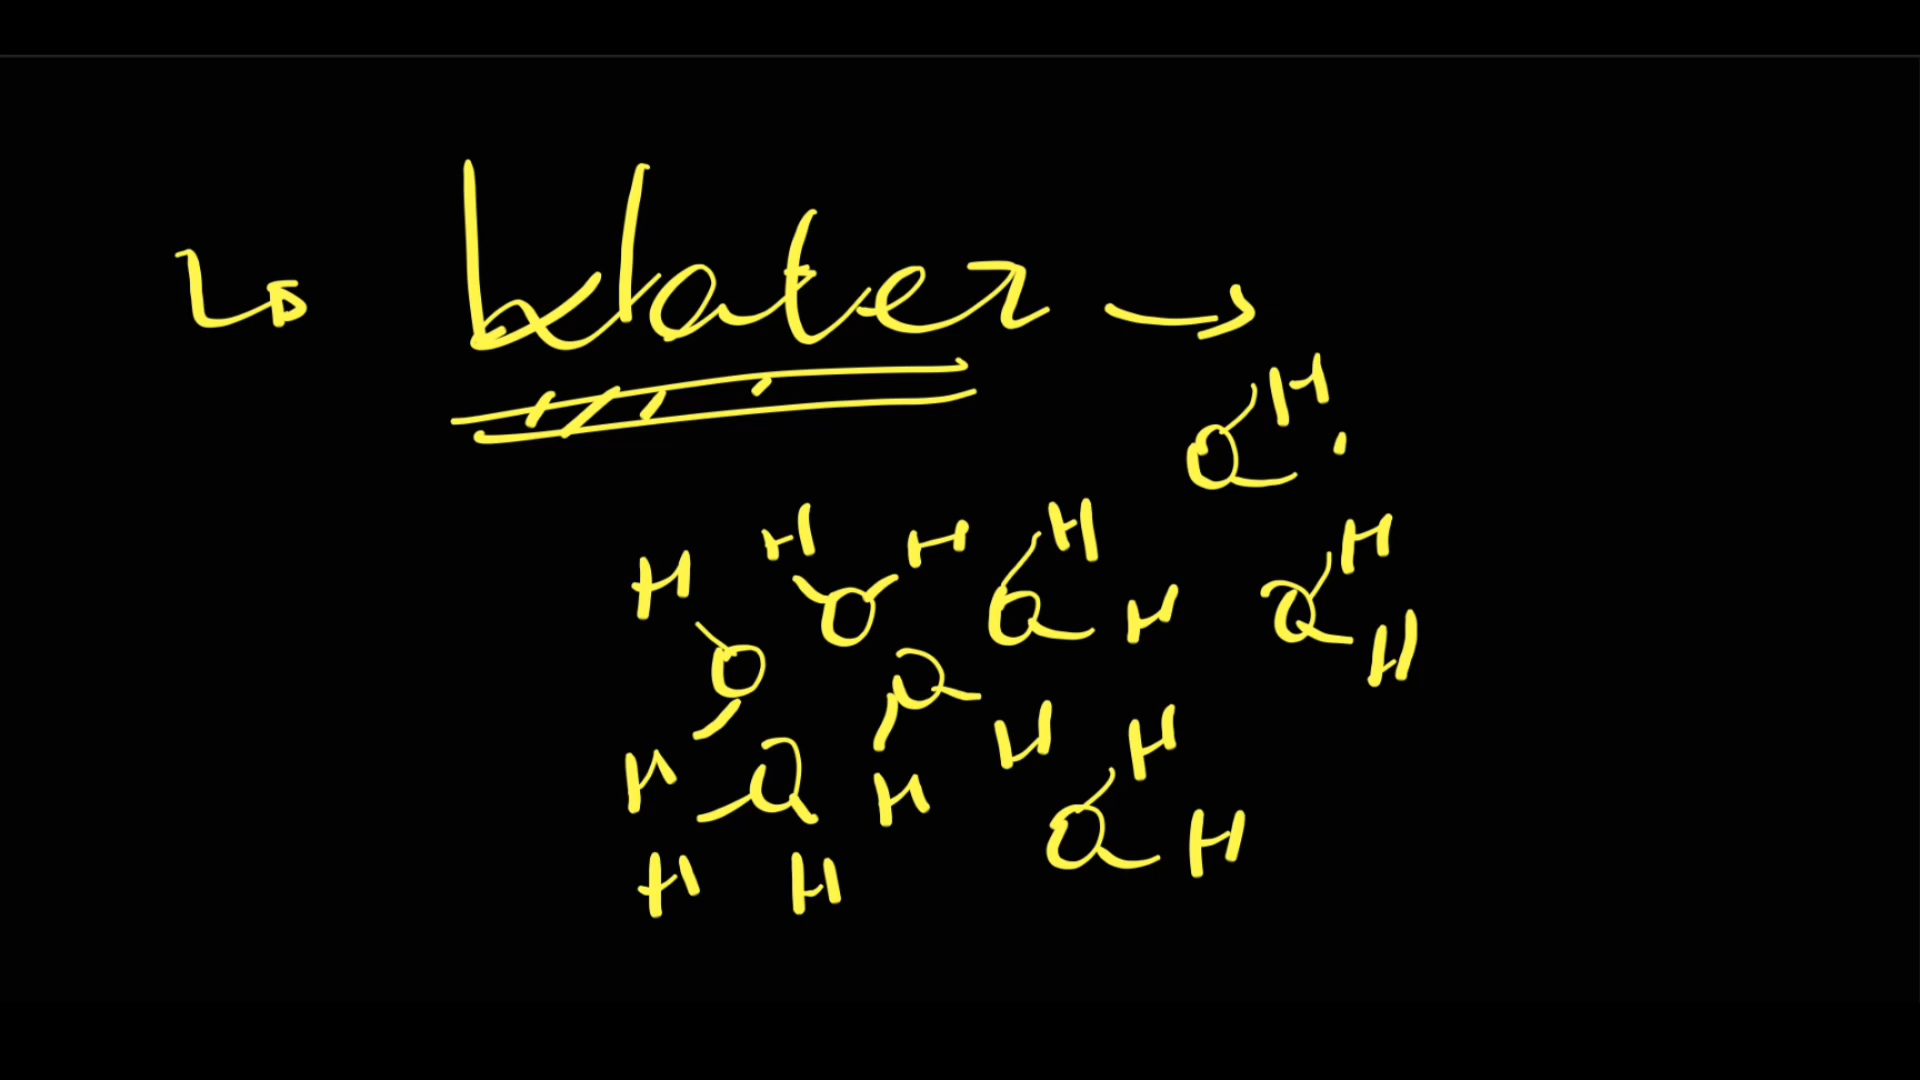 ↳ Water →
H
O
H H H
H H
O O H O
O O H
H H
H O H O H
H H